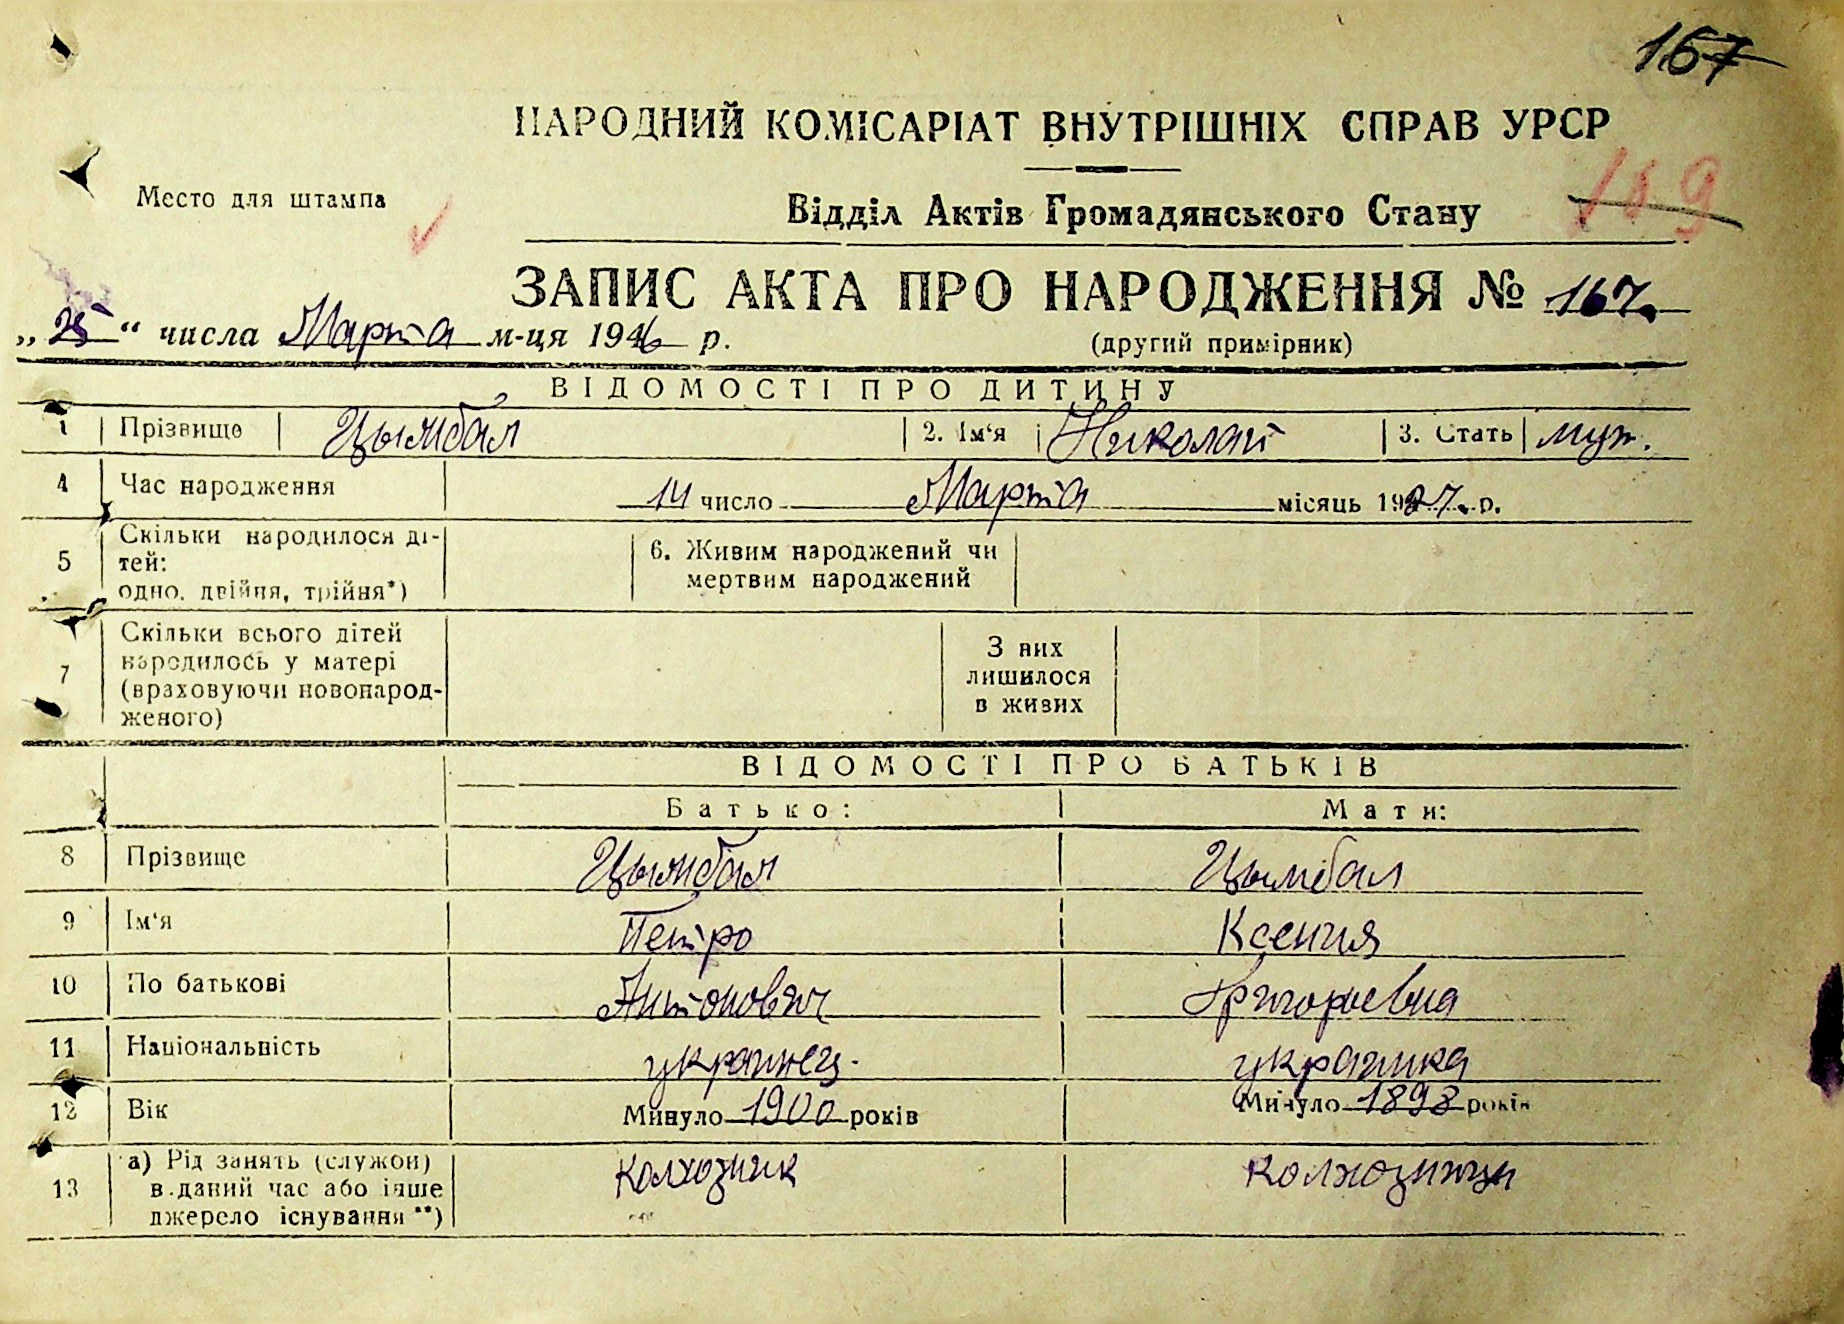 167
НАРОДНИЙ КОМІСАРІАТ ВНУТРІШНІХ СПРАВ УРСР
Место для штампа
Відділ Актів Громадянського Стану
159
ЗАПИС АКТА ПРО НАРОДЖЕННЯ № 167.
„25“ числа Марта м-ця 1946 р.
(другий примірник)
ВІДОМОСТІ ПРО ДИТИНУ
1 Прізвище Цымбал 2. Ім‘я Николай 3. Стать муж.
4 Час народження 14 число Марта місяць 1927. р.
5 Скільки народилося ді-
тей:
одно, двійня, трійня*)
6. Живим народжений чи
мертвим народжений
7 Скільки всього дітей
народилось у матері
(враховуючи новонарод-
женого)
З них
лишилося
в живих
ВІДОМОСТІ ПРО БАТЬКІВ
Батько: Мати:
8 Прізвище Цымбал Цымбал
9 Ім‘я Петро Ксения
10 По батькові Антонович Григорьевна
11 Національність украинец. украинка
12 Вік Минуло 1900 років Минуло 1898 років
13 а) Рід занять (служби)
в даний час або інше
джерело існування **)
колхозник колхозница